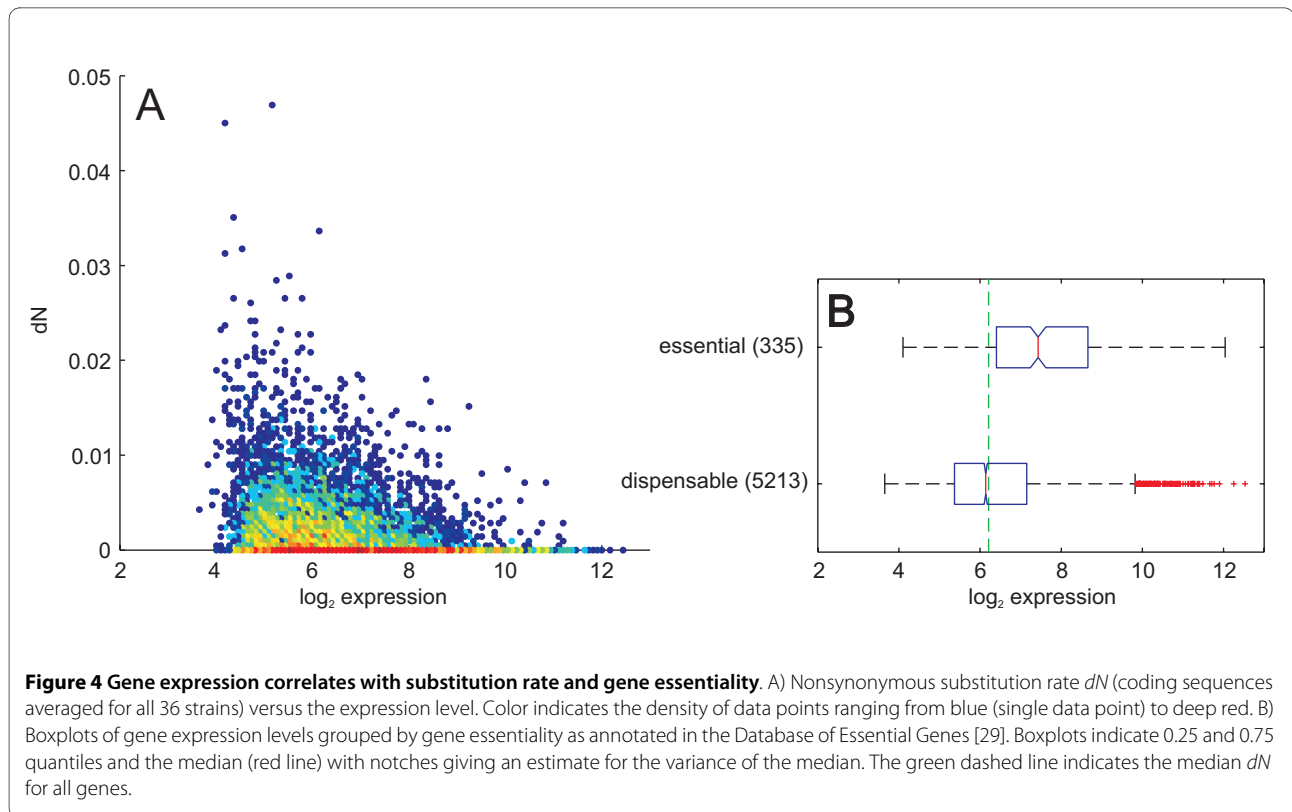 A
0.05
0.04
0.03
0.02
0.01
0
dN
2 4 6 8 10 12
log₂ expression
B
essential (335)
dispensable (5213)
2 4 6 8 10 12
log₂ expression
Figure 4 Gene expression correlates with substitution rate and gene essentiality. A) Nonsynonymous substitution rate dN (coding sequences
averaged for all 36 strains) versus the expression level. Color indicates the density of data points ranging from blue (single data point) to deep red. B)
Boxplots of gene expression levels grouped by gene essentiality as annotated in the Database of Essential Genes [29]. Boxplots indicate 0.25 and 0.75
quantiles and the median (red line) with notches giving an estimate for the variance of the median. The green dashed line indicates the median dN
for all genes.